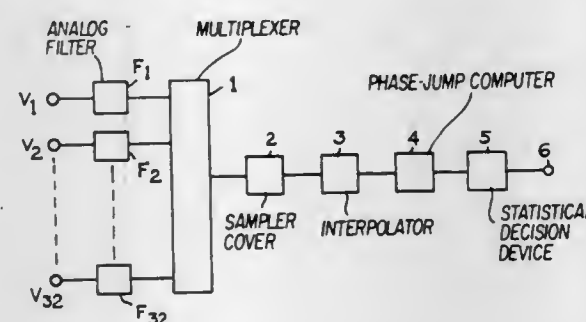 ANALOG
FILTER
MULTIPLEXER
F1
1
V1
PHASE-JUMP COMPUTER
V2
F2
2
3
4
5
6
SAMPLER
COVER
INTERPOLATOR
STATISTICAL
DECISION
DEVICE
V32
F32